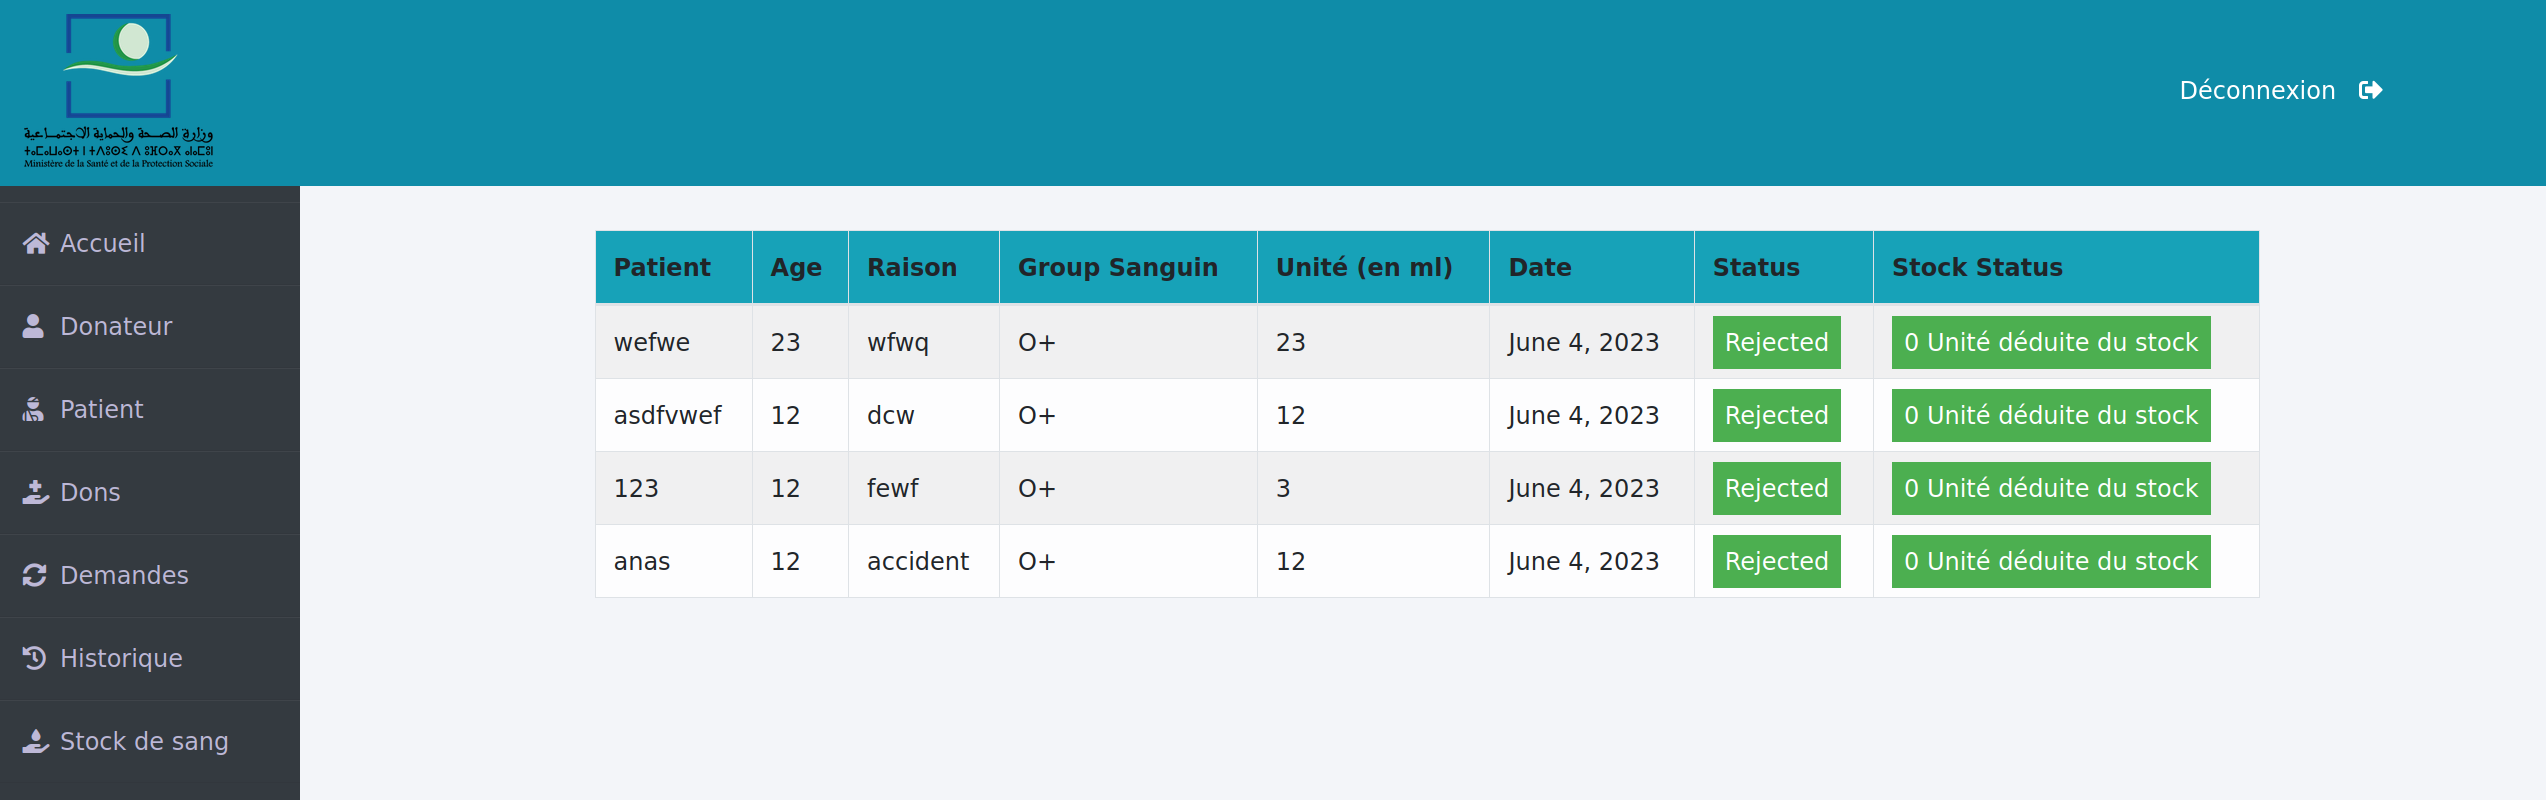 وزارة الصحة والحماية الاجتماعية
ⵜⴰⵎⴰⵡⴰⵙⵜ ⵏ ⵜⴷⵓⵙⵉ ⴷ ⵓⴼⵔⴰⴳ ⴰⵏⴰⵎⵓⵏ
Ministère de la Santé et de la Protection Sociale
Déconnexion
Accueil
Donateur
Patient
Dons
Demandes
Historique
Stock de sang
Patient Age Raison Group Sanguin Unité (en ml) Date Status Stock Status
wefwe 23 wfwq O+ 23 June 4, 2023 Rejected 0 Unité déduite du stock
asdfvwef 12 dcw O+ 12 June 4, 2023 Rejected 0 Unité déduite du stock
123 12 fewf O+ 3 June 4, 2023 Rejected 0 Unité déduite du stock
anas 12 accident O+ 12 June 4, 2023 Rejected 0 Unité déduite du stock